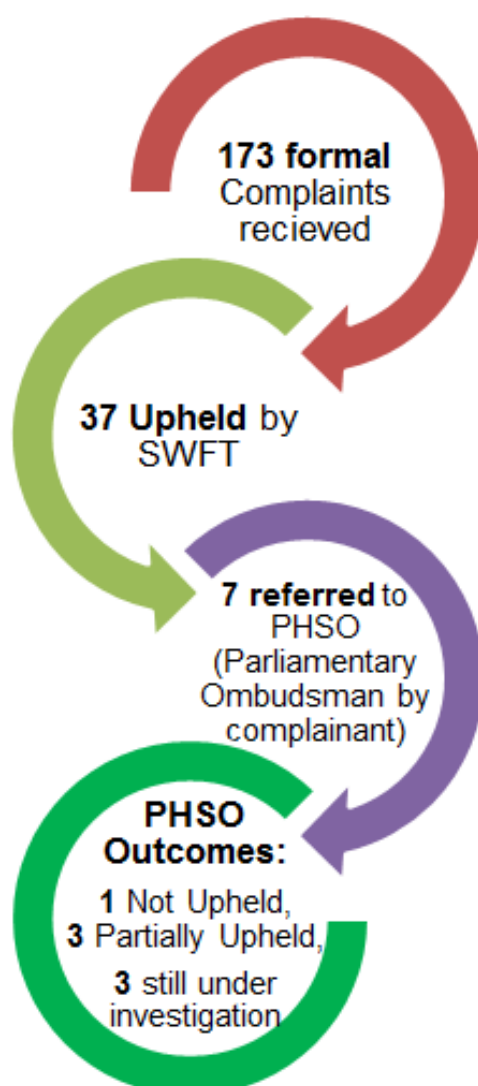 173 formal
Complaints
recieved
37 Upheld by
SWFT
7 referred to
PHSO
(Parliamentary
Ombudsman by
complainant)
PHSO
Outcomes:
1 Not Upheld,
3 Partially Upheld,
3 still under
investigation